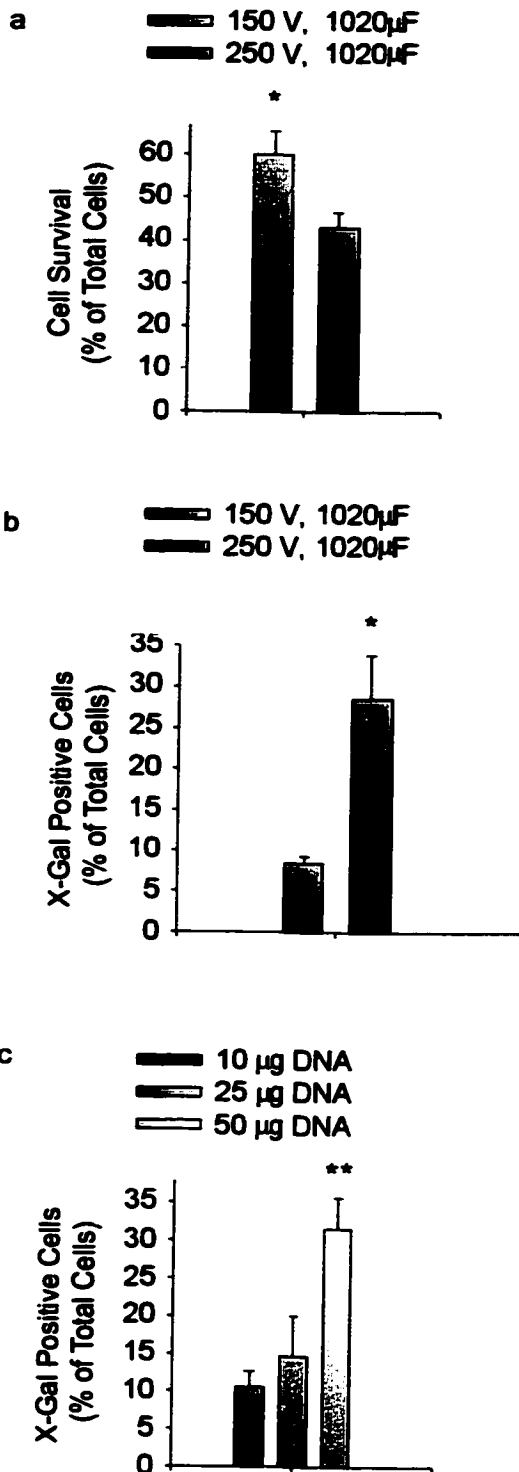 a
150 V, 1020µF
250 V, 1020µF
*
Cell Survival
(% of Total Cells)
60
50
40
30
20
10
0
b
150 V, 1020µF
250 V, 1020µF
*
X-Gal Positive Cells
(% of Total Cells)
35
30
25
20
15
10
5
0
c
10 µg DNA
25 µg DNA
50 µg DNA
**
X-Gal Positive Cells
(% of Total Cells)
35
30
25
20
15
10
5
0